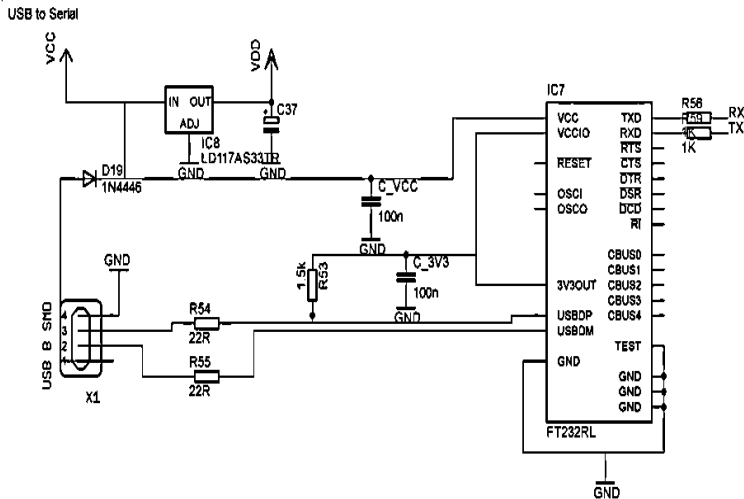 USB to Serial
VCC
VDD
IN OUT
ADJ
C37
IC8
LD117AS33TR
GND
GND
D19
1N4446
C_VCC
100n
GND
GND
C_3V3
100n
GND
1.5k
R53
R54
22R
R55
22R
USB B SMD
4
3
2
1
X1
IC7
VCC TXD
VCCIO RXD
RTS
RESET CTS
DTR
OSCI DSR
OSCO DCD
RI
CBUS0
CBUS1
3V3OUT CBUS2
CBUS3
USBDP CBUS4
USBDM
TEST
GND
GND
GND
GND
FT232RL
GND
R56
RX
R59
TX
1K
1K